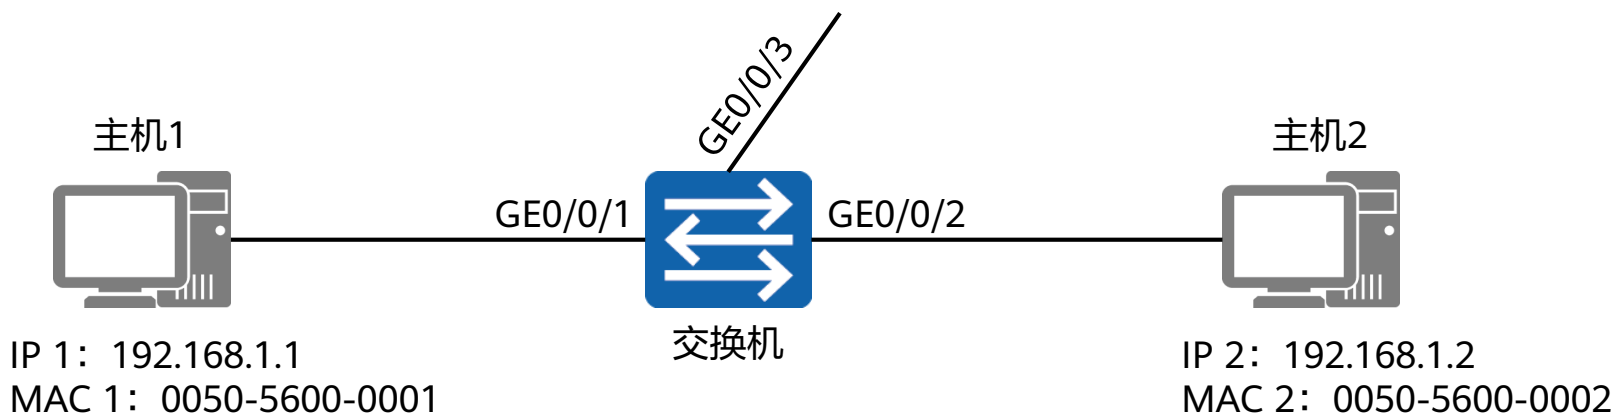 GE0/0/3
主机1
主机2
GE0/0/1
GE0/0/2
交换机
IP 1：192.168.1.1
MAC 1：0050-5600-0001
IP 2：192.168.1.2
MAC 2：0050-5600-0002